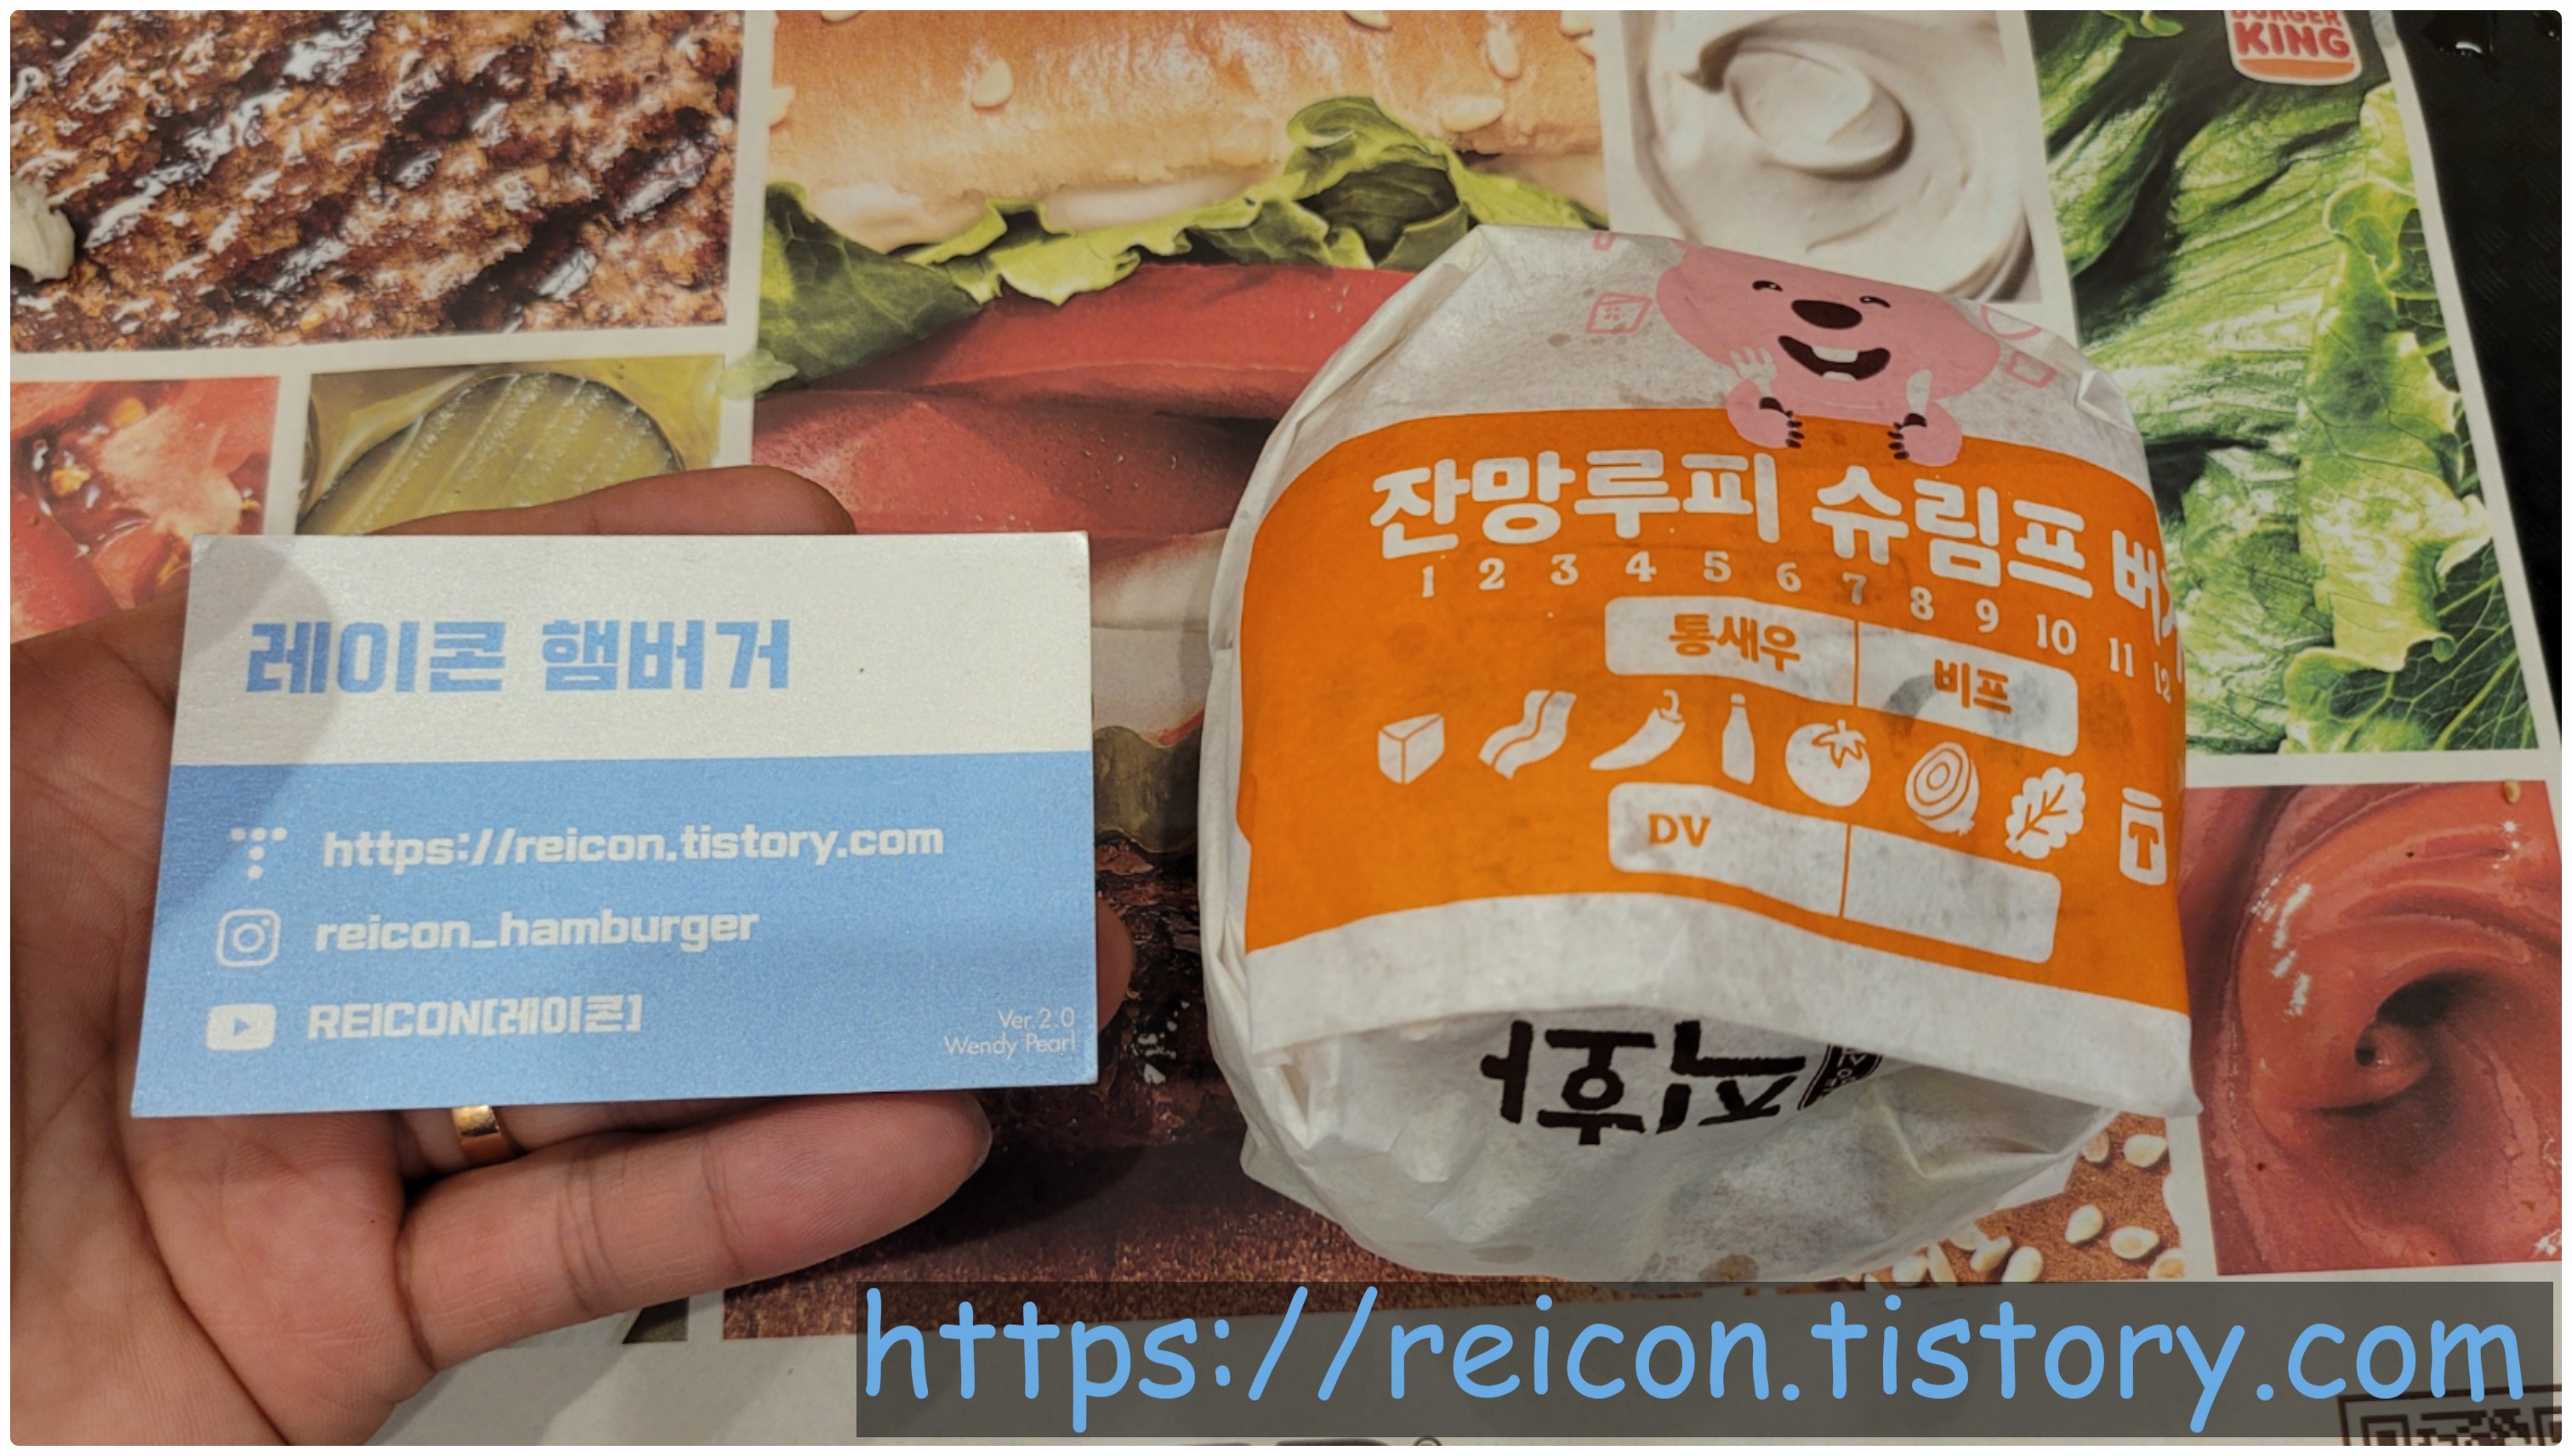 BURGER
KING
레이콘 햄버거
https://reicon.tistory.com
reicon_hamburger
REICON[레이콘]
Ver.2.0
Wendy Pearl
잔망루피 슈림프
1 2 3 4 5 6 7 8 9 10 11 12
통새우 비프
T
DV
직화
https://reicon.tistory.com